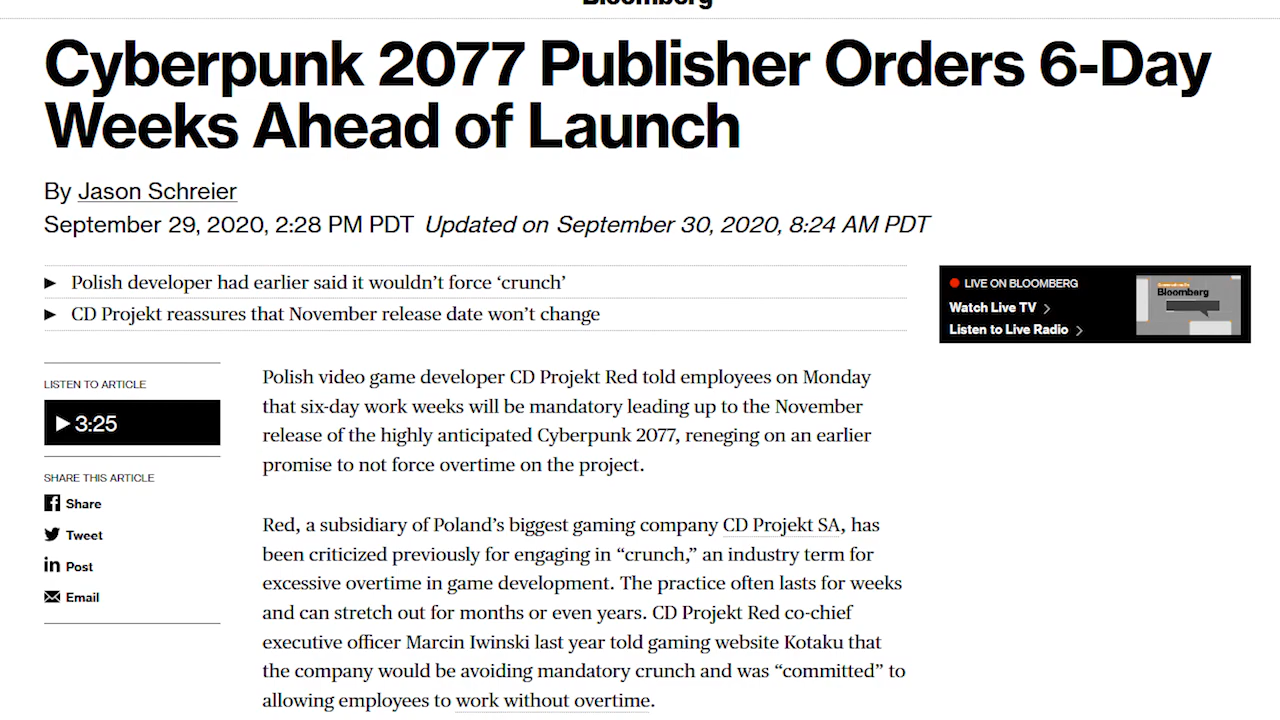 Bloomberg
Cyberpunk 2077 Publisher Orders 6-Day
Weeks Ahead of Launch
By Jason Schreier
September 29, 2020, 2:28 PM PDT Updated on September 30, 2020, 8:24 AM PDT
Polish developer had earlier said it wouldn’t force ‘crunch’
CD Projekt reassures that November release date won’t change
LIVE ON BLOOMBERG
Watch Live TV
Listen to Live Radio
Bloomberg
LISTEN TO ARTICLE
3:25
SHARE THIS ARTICLE
Share
Tweet
Post
Email
Polish video game developer CD Projekt Red told employees on Monday
that six-day work weeks will be mandatory leading up to the November
release of the highly anticipated Cyberpunk 2077, reneging on an earlier
promise to not force overtime on the project.
Red, a subsidiary of Poland’s biggest gaming company CD Projekt SA, has
been criticized previously for engaging in “crunch,” an industry term for
excessive overtime in game development. The practice often lasts for weeks
and can stretch out for months or even years. CD Projekt Red co-chief
executive officer Marcin Iwinski last year told gaming website Kotaku that
the company would be avoiding mandatory crunch and was “committed” to
allowing employees to work without overtime.